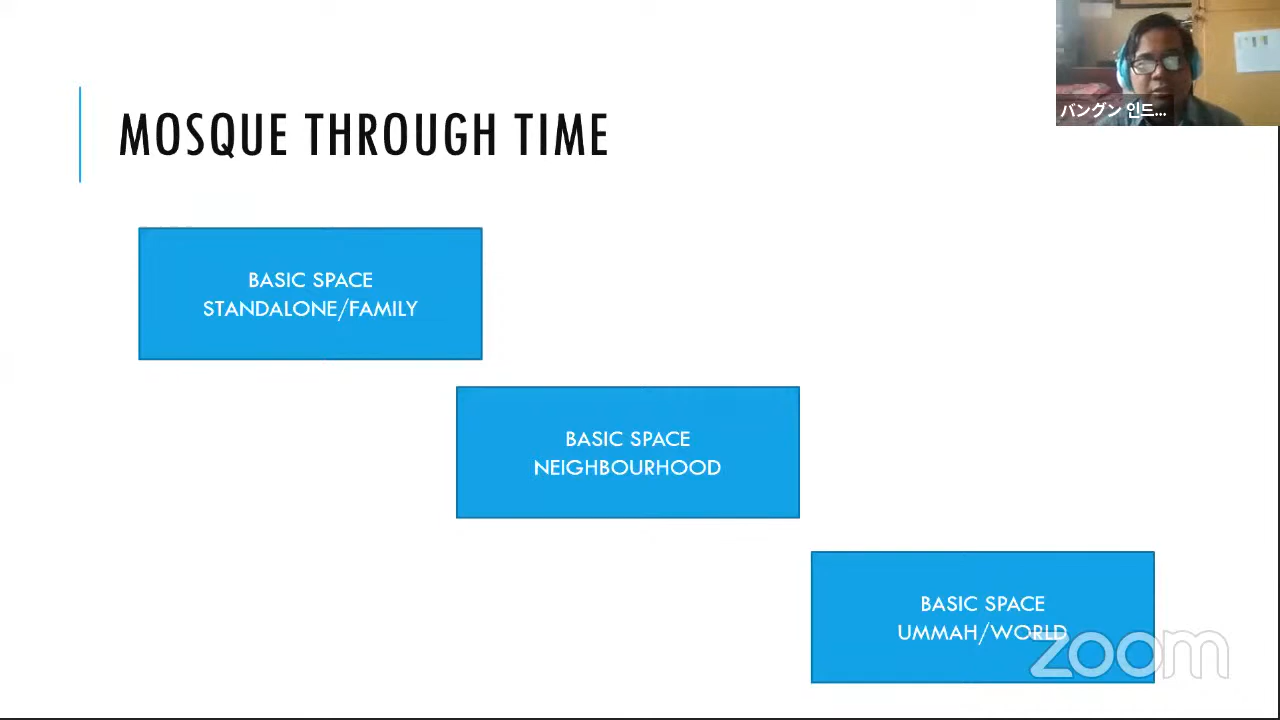 MOSQUE THROUGH TIME
バングン 인드...
BASIC SPACE
STANDALONE/FAMILY
BASIC SPACE
NEIGHBOURHOOD
BASIC SPACE
UMMAH/WORLD
zoom